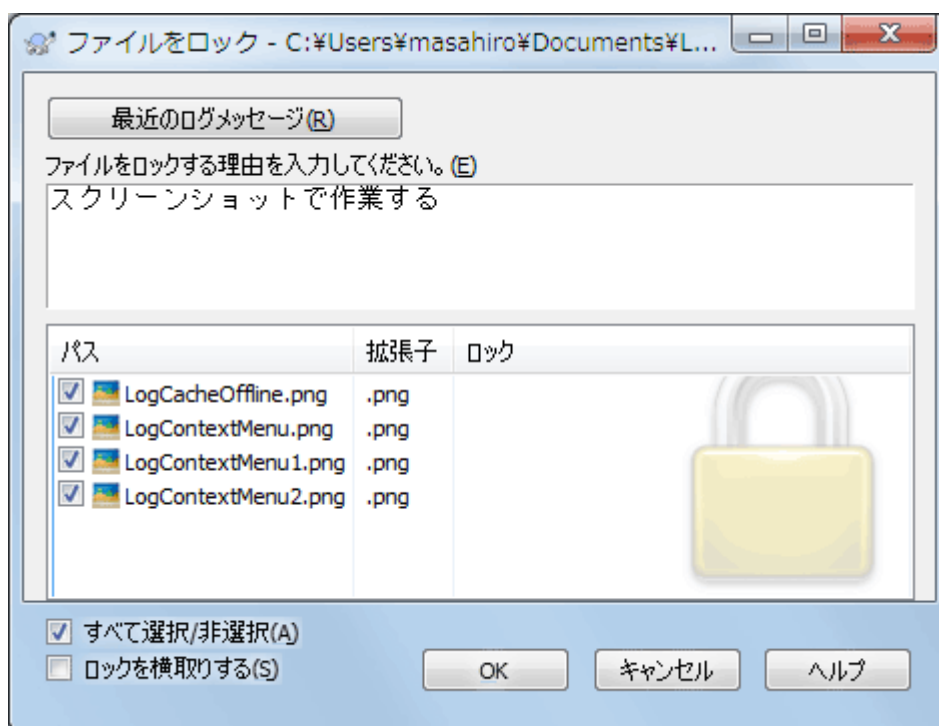 ファイルをロック - C:¥Users¥masahiro¥Documents¥L...
最近のログメッセージ(R)
ファイルをロックする理由を入力してください。(E)
スクリーンショットで作業する
パス 拡張子 ロック
LogCacheOffline.png .png
LogContextMenu.png .png
LogContextMenu1.png .png
LogContextMenu2.png .png
すべて選択/非選択(A)
ロックを横取りする(S)
OK キャンセル ヘルプ